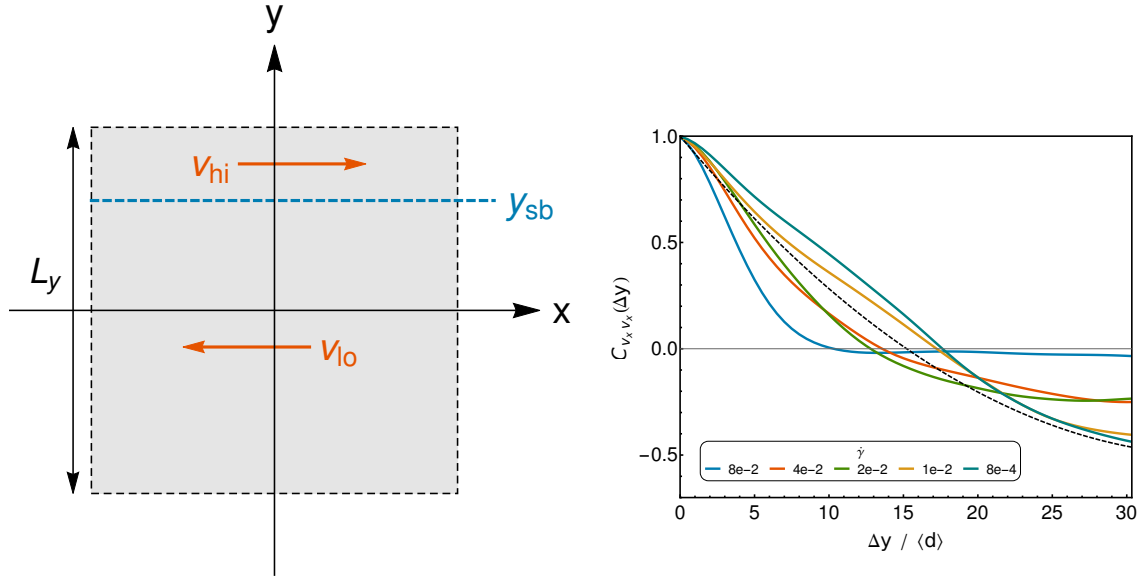 y
v_hi
y_sb
L_y
x
v_lo
1.0
0.5
0.0
−0.5
C_{v_x v_x}(Δy)
γ̇
8e-2 4e-2 2e-2 1e-2 8e-4
0 5 10 15 20 25 30
Δy / ⟨d⟩